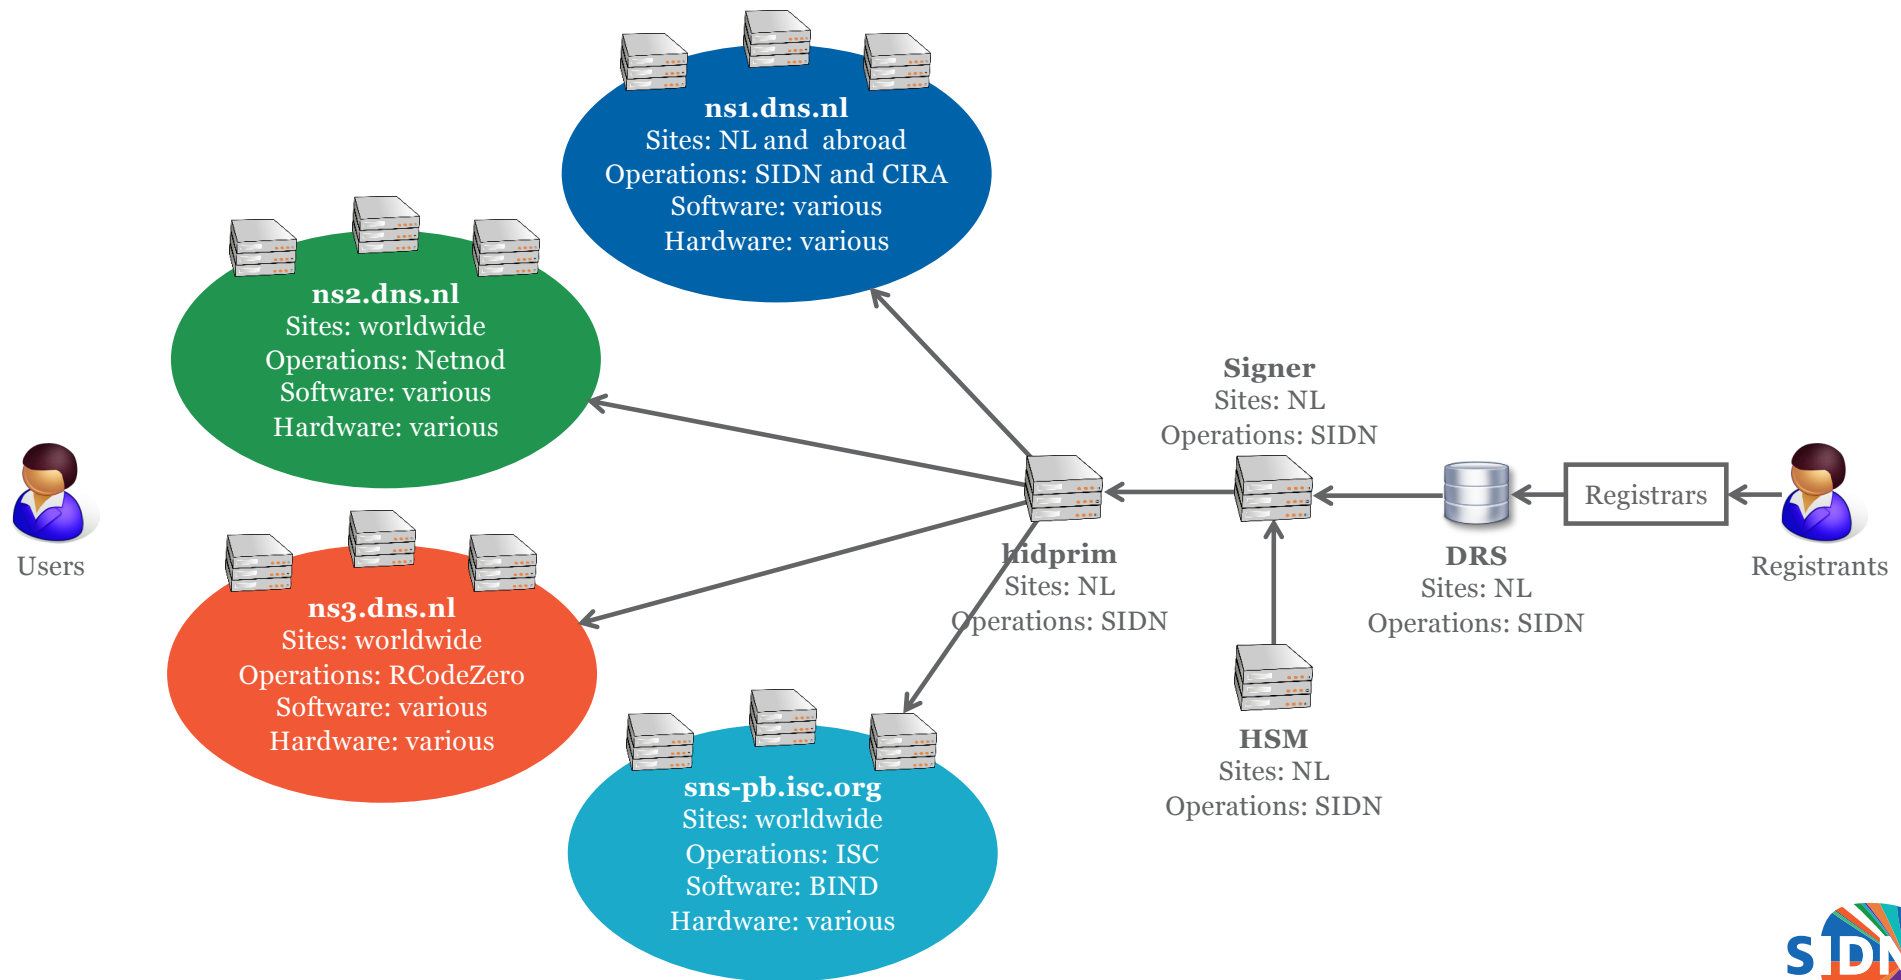 ns1.dns.nl
Sites: NL and  abroad
Operations: SIDN and CIRA
Software: various
Hardware: various
ns2.dns.nl
Sites: worldwide
Operations: Netnod
Software: various
Hardware: various
Users
ns3.dns.nl
Sites: worldwide
Operations: RCodeZero
Software: various
Hardware: various
sns-pb.isc.org
Sites: worldwide
Operations: ISC
Software: BIND
Hardware: various
hidprim
Sites: NL
Operations: SIDN
Signer
Sites: NL
Operations: SIDN
HSM
Sites: NL
Operations: SIDN
DRS
Sites: NL
Operations: SIDN
Registrars
Registrants
SIDN